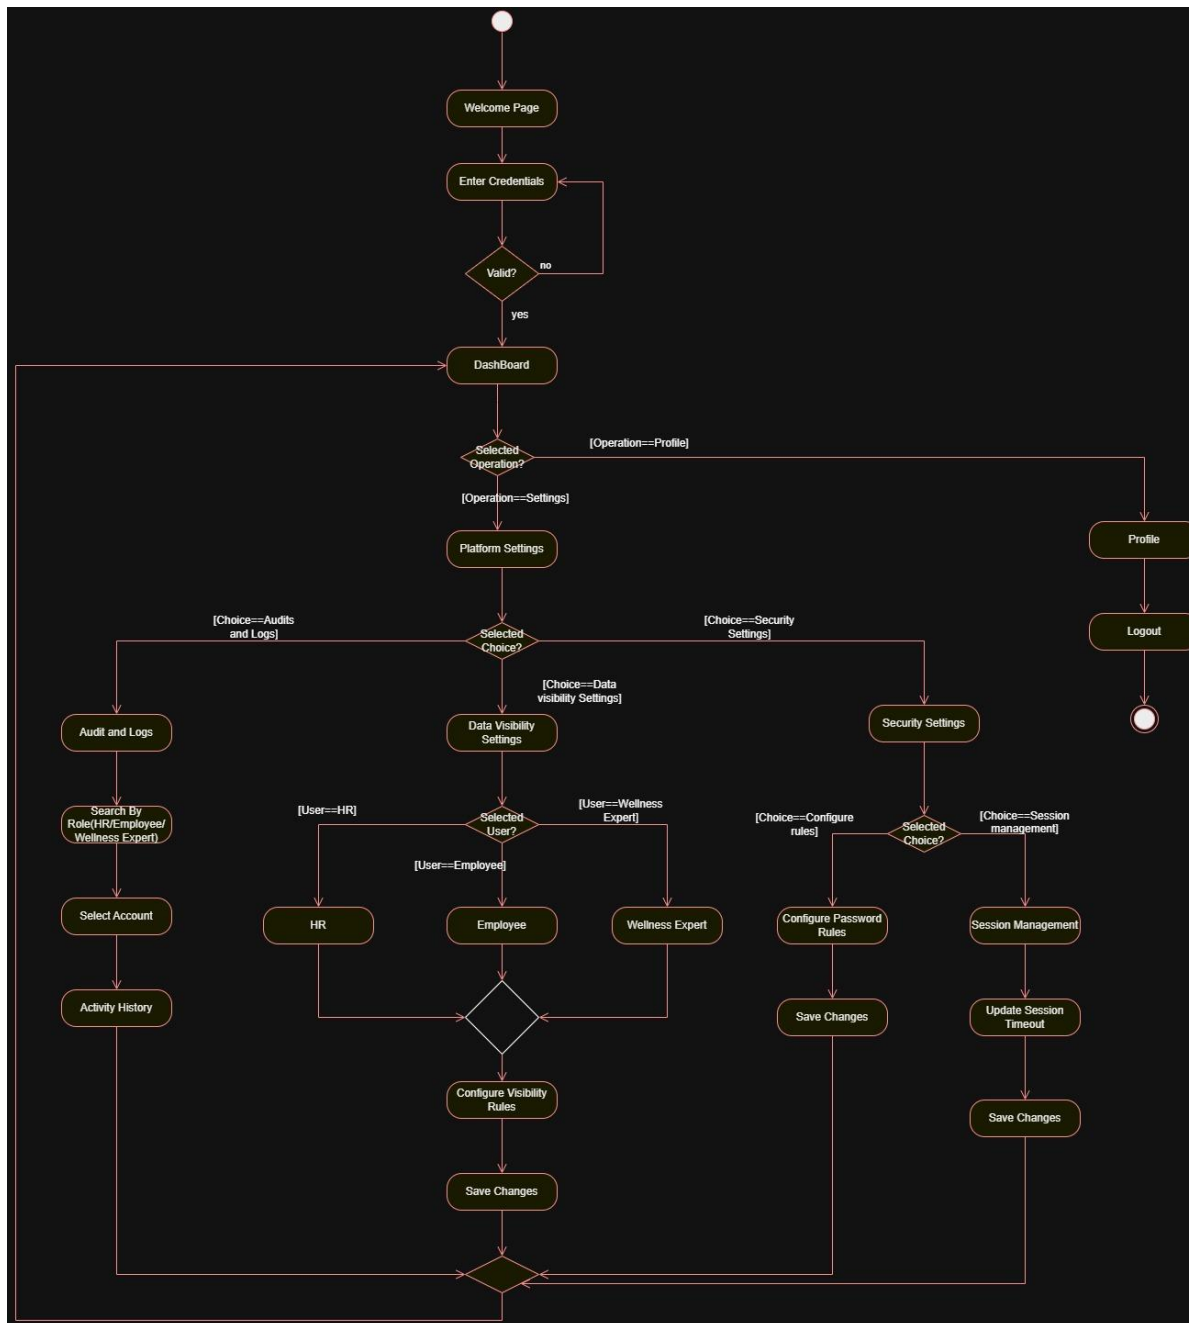 Welcome Page
Enter Credentials
Valid?
no
yes
DashBoard
[Operation==Profile]
Selected
Operation?
[Operation==Settings]
Platform Settings
Profile
Logout
[Choice==Audits
and Logs]
Selected
Choice?
[Choice==Security
Settings]
[Choice==Data
visibility Settings]
Audit and Logs
Data Visibility
Settings
Security Settings
Search By
Role(HR/Employee/
Wellness Expert)
[User==HR]
Selected
User?
[User==Wellness
Expert]
[User==Employee]
[Choice==Configure
rules]
Selected
Choice?
[Choice==Session
management]
Select Account
HR
Employee
Wellness Expert
Configure Password
Rules
Session Management
Activity History
Save Changes
Update Session
Timeout
Configure Visibility
Rules
Save Changes
Save Changes